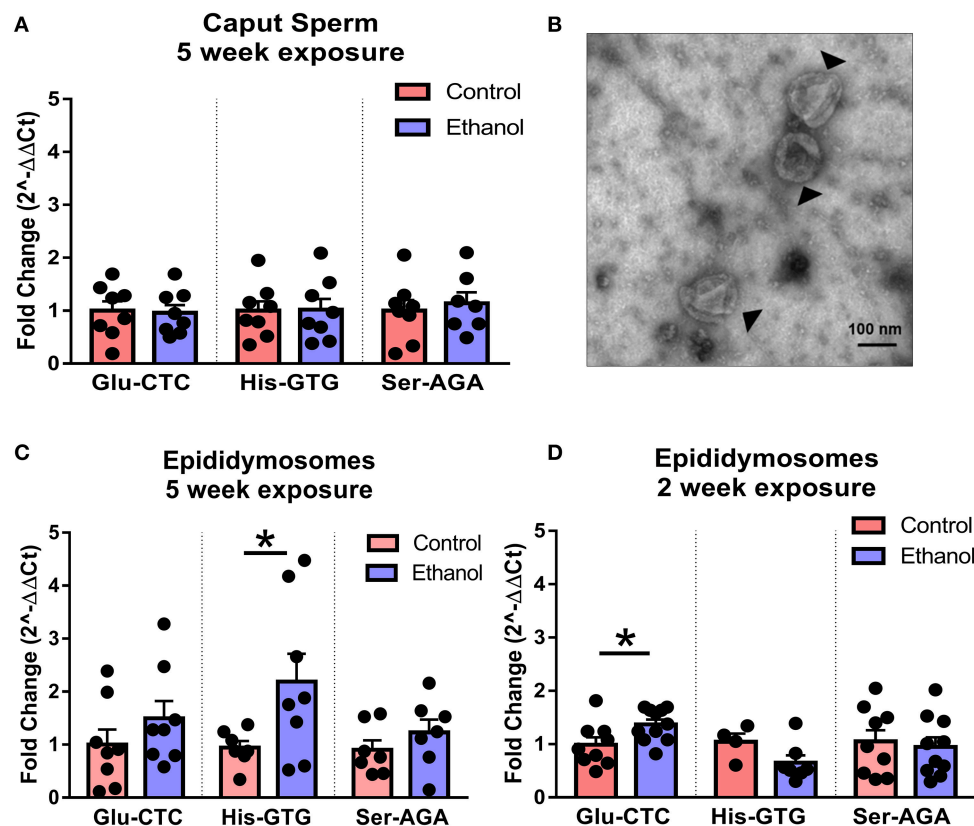 A
Caput Sperm
5 week exposure
Control
Ethanol
Fold Change (2^-ΔΔCt)
5
4
3
2
1
0
Glu-CTC His-GTG Ser-AGA
B
100 nm
C
Epididymosomes
5 week exposure
Control
Ethanol
Fold Change (2^-ΔΔCt)
5
4
3
2
1
0
*
Glu-CTC His-GTG Ser-AGA
D
Epididymosomes
2 week exposure
Control
Ethanol
Fold Change (2^-ΔΔCt)
5
4
3
2
1
0
*
Glu-CTC His-GTG Ser-AGA